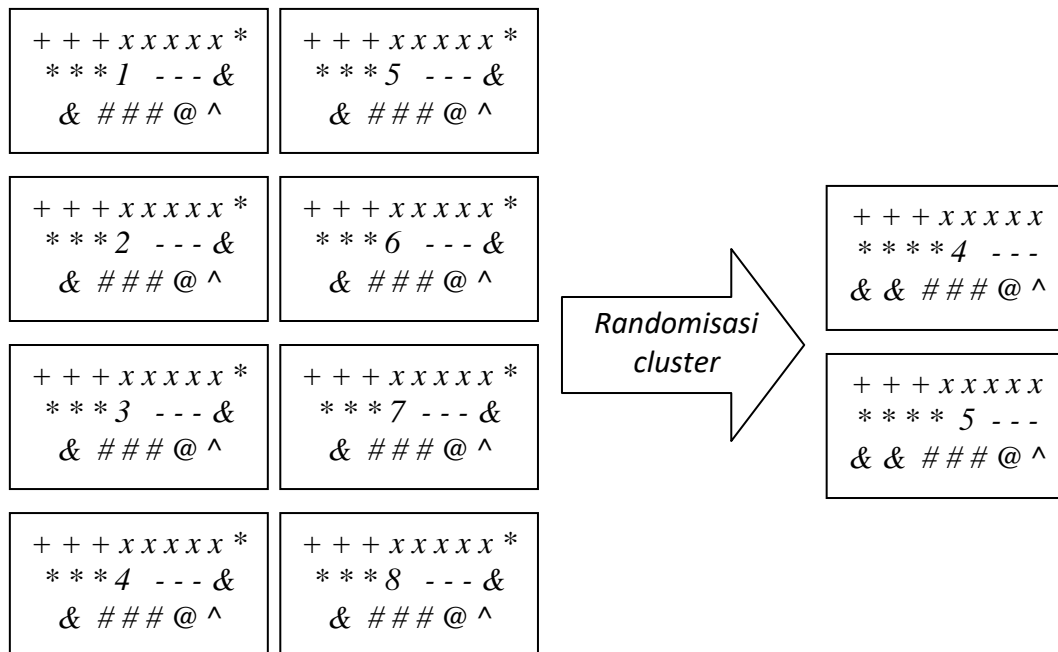 + + + x x x x x *
* * * 1 - - - &
& # # # @ ^
+ + + x x x x x *
* * * 5 - - - &
& # # # @ ^
+ + + x x x x x *
* * * 2 - - - &
& # # # @ ^
+ + + x x x x x *
* * * 6 - - - &
& # # # @ ^
+ + + x x x x x *
* * * 3 - - - &
& # # # @ ^
+ + + x x x x x *
* * * 7 - - - &
& # # # @ ^
+ + + x x x x x *
* * * 4 - - - &
& # # # @ ^
+ + + x x x x x *
* * * 8 - - - &
& # # # @ ^
Randomisasi
cluster
+ + + x x x x x
* * * * 4 - - -
& & # # # @ ^
+ + + x x x x x
* * * * 5 - - -
& & # # # @ ^